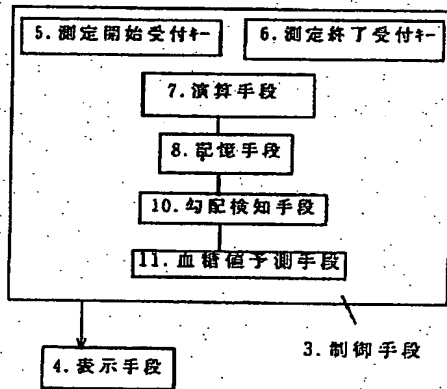 5. 測定開始受付キー
6. 測定終了受付キー
7. 演算手段
8. 記憶手段
10. 勾配検知手段
11. 血糖値予測手段
3. 制御手段
4. 表示手段